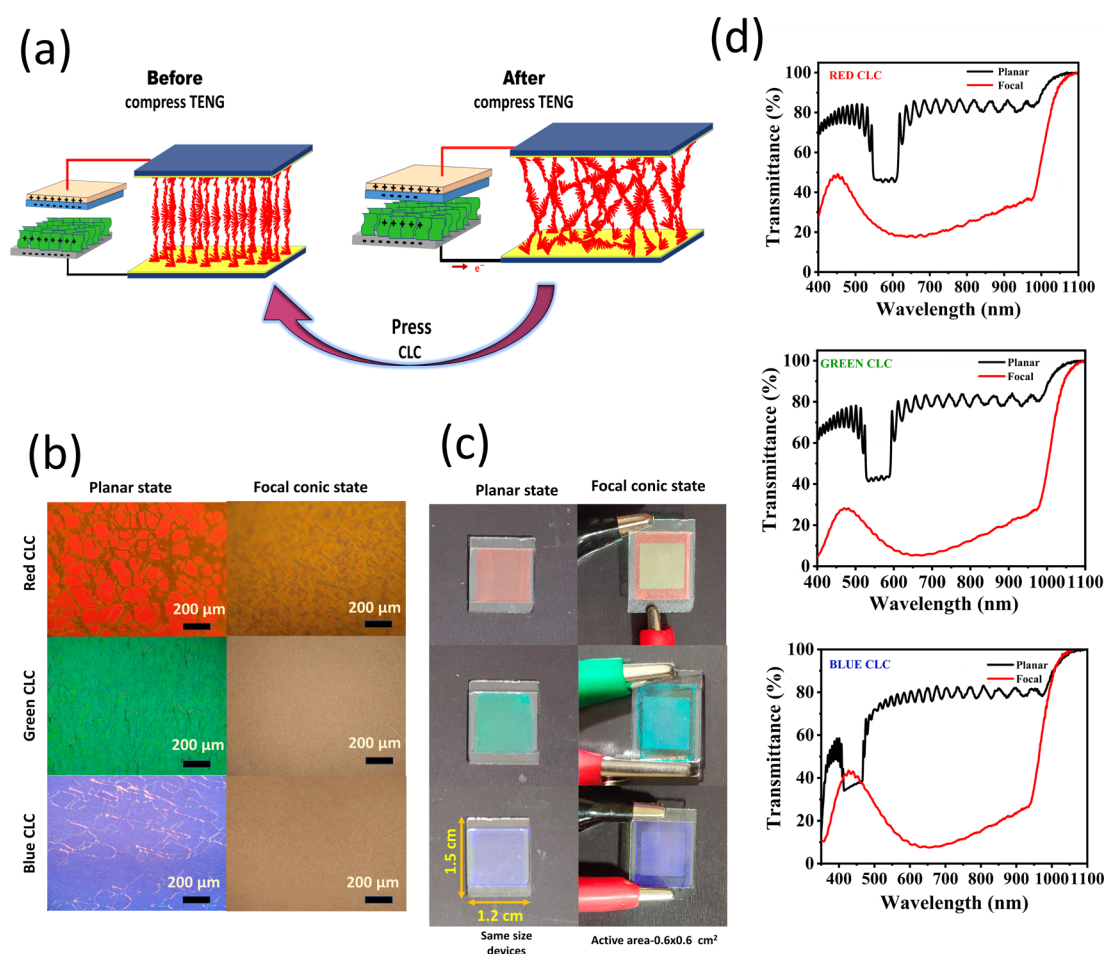 (a)
Before
compress TENG
After
compress TENG
+ + + + + + + +
- - - -
+ + + + +
- - - - - - - -
+ + + + + + +
- - - -
+ + + +
- - - - - - - -
→ e⁻
Press
CLC
(b)
Planar state
Focal conic state
Red CLC
200 µm
200 µm
Green CLC
200 µm
200 µm
Blue CLC
200 µm
200 µm
(c)
Planar state
Focal conic state
1.5 cm
1.2 cm
Same size
devices
Active area-0.6x0.6 cm²
(d)
RED CLC
Planar
Focal
Transmittance (%)
100
80
60
40
20
0
400 500 600 700 800 900 1000 1100
Wavelength (nm)
GREEN CLC
Planar
Focal
Transmittance (%)
100
80
60
40
20
0
400 500 600 700 800 900 1000 1100
Wavelength (nm)
BLUE CLC
Planar
Focal
Transmittance (%)
100
80
60
40
20
0
400 500 600 700 800 900 1000 1100
Wavelength (nm)